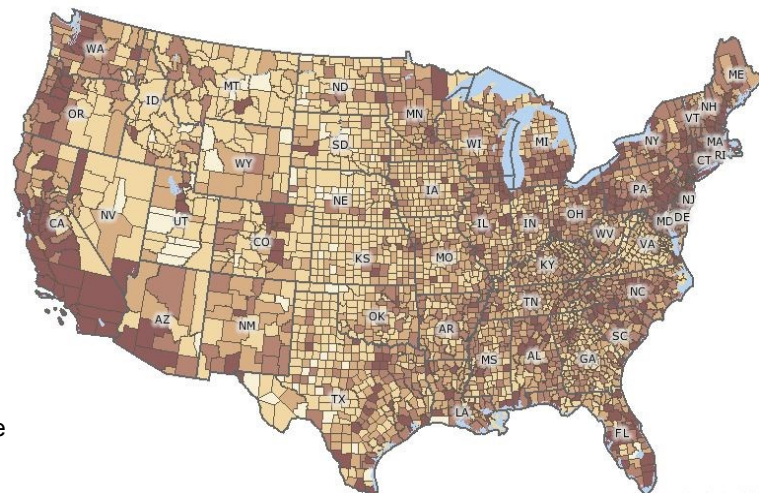 WA
ME
MT
ND
MN
NH
VT
OR
ID
WI
MI
NY
MA
SD
CT RI
WY
IA
PA
NJ
NE
OH
NV
UT
IL
IN
MD DE
CA
CO
WV
VA
KS
MO
KY
NC
TN
AZ
NM
OK
AR
SC
MS
AL
GA
TX
LA
e
FL